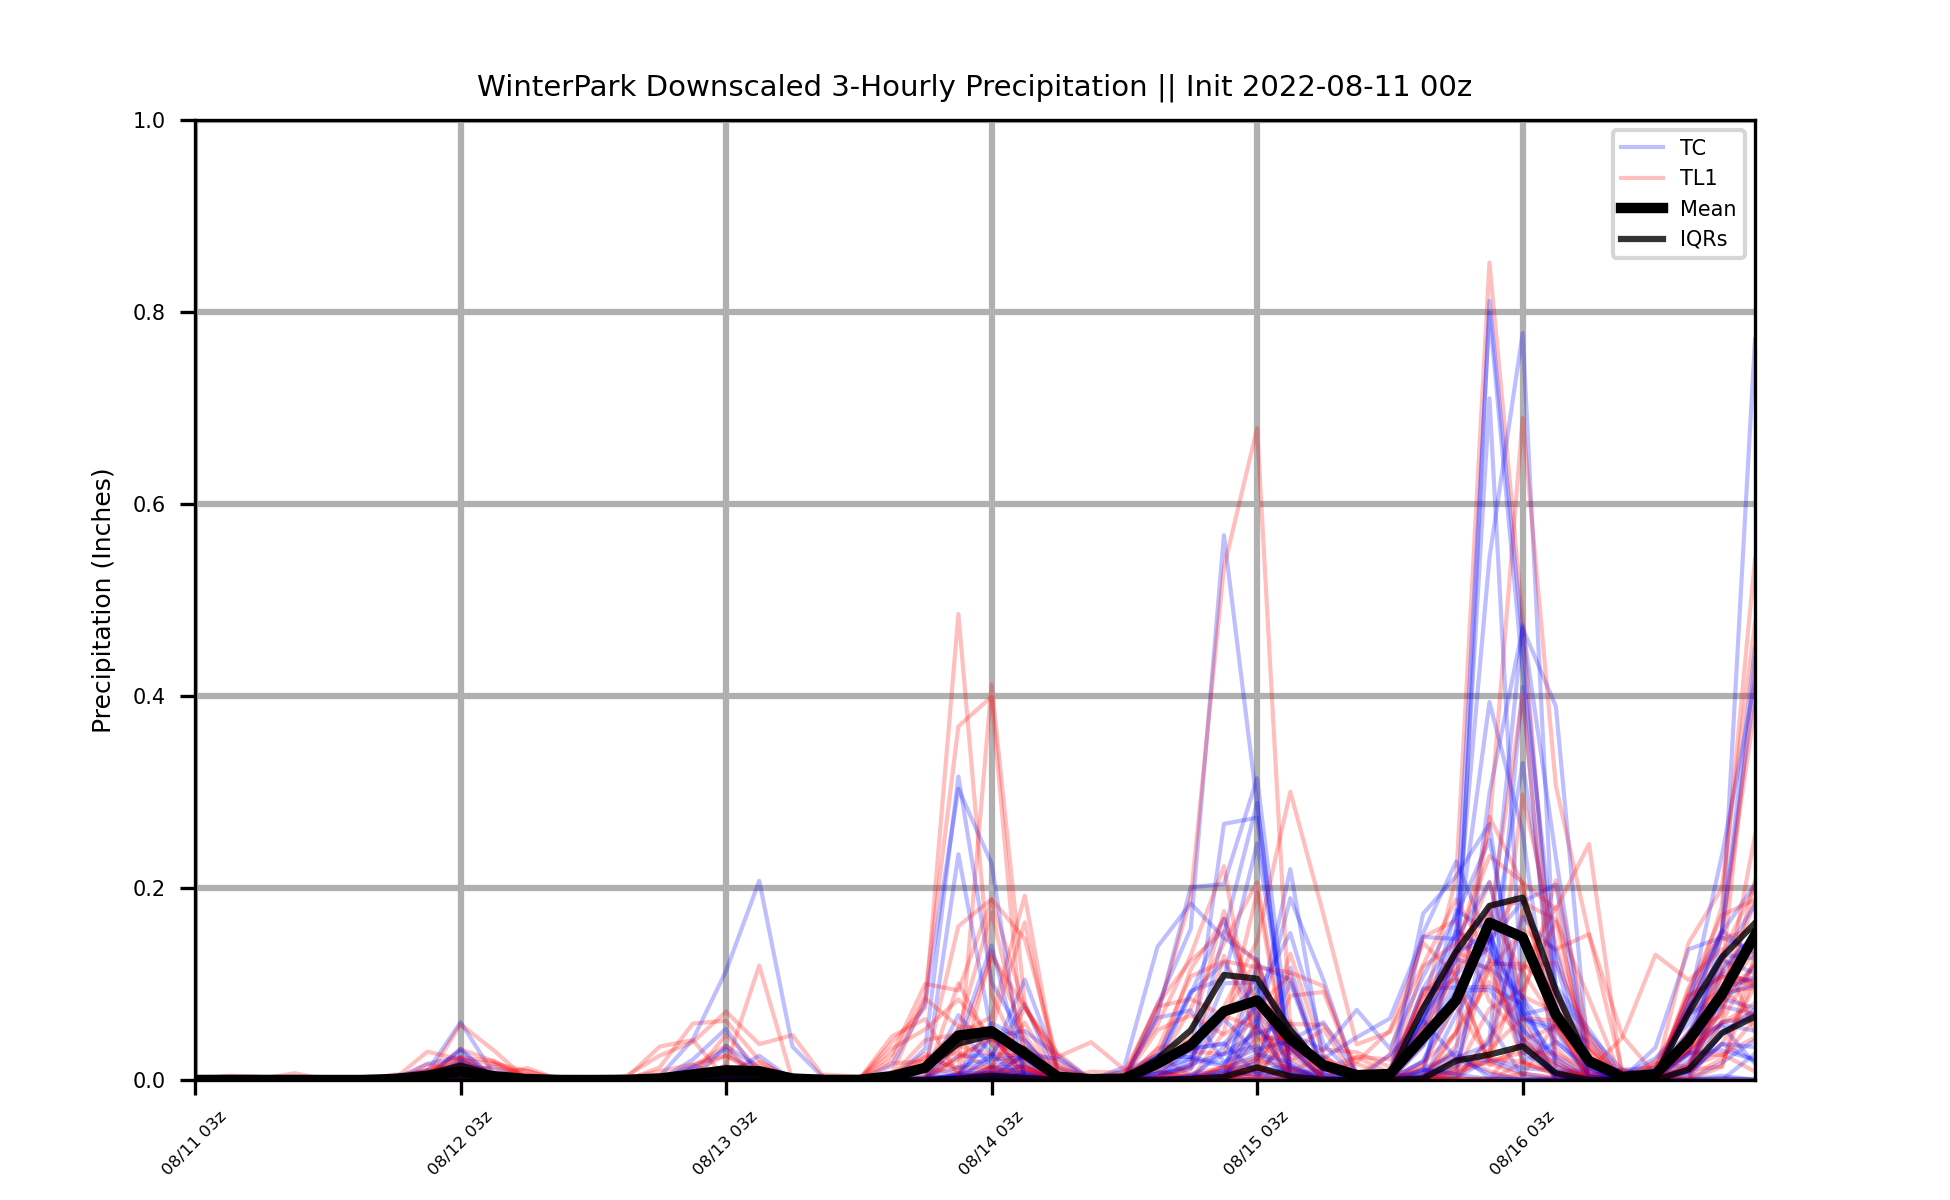 WinterPark Downscaled 3-Hourly Precipitation || Init 2022-08-11 00z
1.0
0.8
0.6
0.4
0.2
0.0
Precipitation (Inches)
TC
TL1
Mean
IQRs
08/11 03z
08/12 03z
08/13 03z
08/14 03z
08/15 03z
08/16 03z